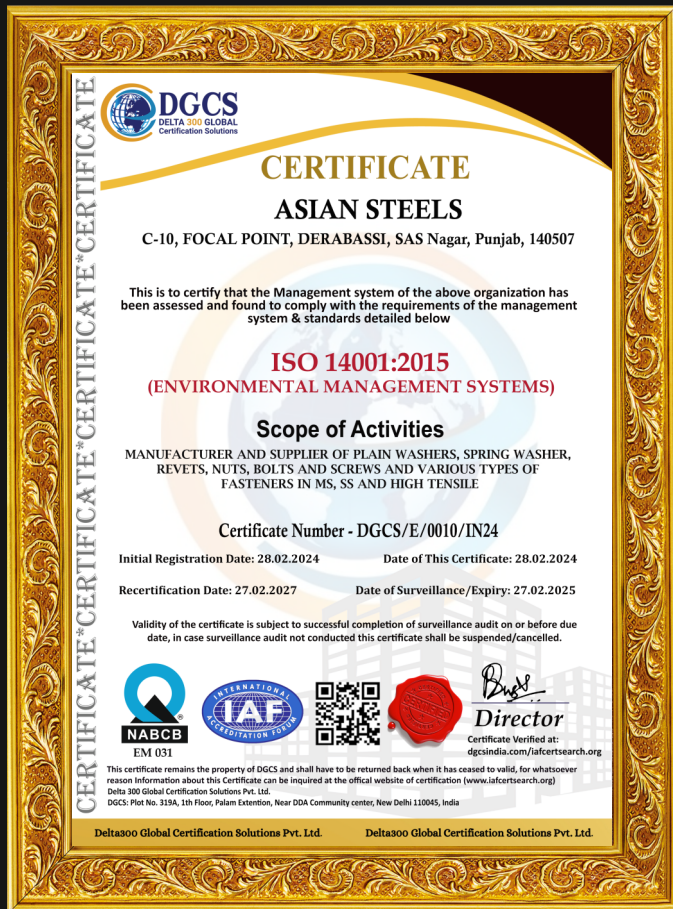 DGCS
DELTA 300 GLOBAL
Certification Solutions
CERTIFICATE*CERTIFICATE*CERTIFICATE*CERTIFICATE*CERTIFICATE
CERTIFICATE
ASIAN STEELS
C-10, FOCAL POINT, DERABASSI, SAS Nagar, Punjab, 140507
This is to certify that the Management system of the above organization has
been assessed and found to comply with the requirements of the management
system & standards detailed below
ISO 14001:2015
(ENVIRONMENTAL MANAGEMENT SYSTEMS)
Scope of Activities
MANUFACTURER AND SUPPLIER OF PLAIN WASHERS, SPRING WASHER,
REVETS, NUTS, BOLTS AND SCREWS AND VARIOUS TYPES OF
FASTENERS IN MS, SS AND HIGH TENSILE
Certificate Number - DGCS/E/0010/IN24
Initial Registration Date: 28.02.2024 Date of This Certificate: 28.02.2024
Recertification Date: 27.02.2027 Date of Surveillance/Expiry: 27.02.2025
Validity of the certificate is subject to successful completion of surveillance audit on or before due
date, in case surveillance audit not conducted this certificate shall be suspended/cancelled.
NABCB
®
EM 031
INTERNATIONAL
IAF
ACCREDITATION FORUM
Director
Certificate Verified at:
dgcsindia.com/iafcertsearch.org
This certificate remains the property of DGCS and shall have to be returned back when it has ceased to valid, for whatsoever
reason Information about this Certificate can be inquired at the offical website of certification (www.iafcertsearch.org)
Delta 300 Global Certification Solutions Pvt. Ltd.
DGCS: Plot No. 319A, 1th Floor, Palam Extention, Near DDA Community center, New Delhi 110045, India
Delta300 Global Certification Solutions Pvt. Ltd. Delta300 Global Certification Solutions Pvt. Ltd.